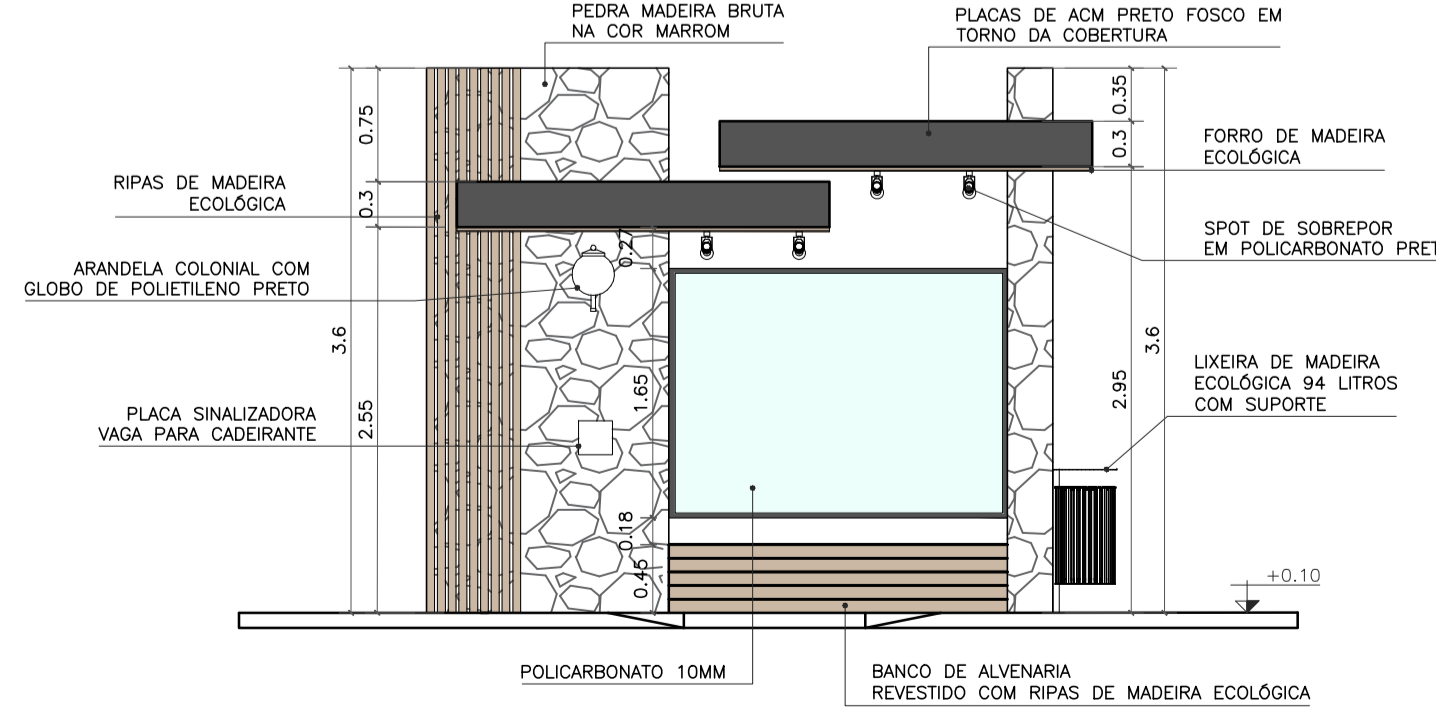 PEDRA MADEIRA BRUTA
NA COR MARROM
PLACAS DE ACM PRETO FOSCO EM
TORNO DA COBERTURA
0.75
0.35
0.3
FORRO DE MADEIRA
ECOLÓGICA
RIPAS DE MADEIRA
ECOLÓGICA
0.3
SPOT DE SOBREPOR
EM POLICARBONATO PRET
0.27
ARANDELA COLONIAL COM
GLOBO DE POLIETILENO PRETO
3.6
3.6
LIXEIRA DE MADEIRA
ECOLÓGICA 94 LITROS
COM SUPORTE
1.65
2.55
2.95
PLACA SINALIZADORA
VAGA PARA CADEIRANTE
0.18
0.45
+0.10
POLICARBONATO 10MM
BANCO DE ALVENARIA
REVESTIDO COM RIPAS DE MADEIRA ECOLÓGICA